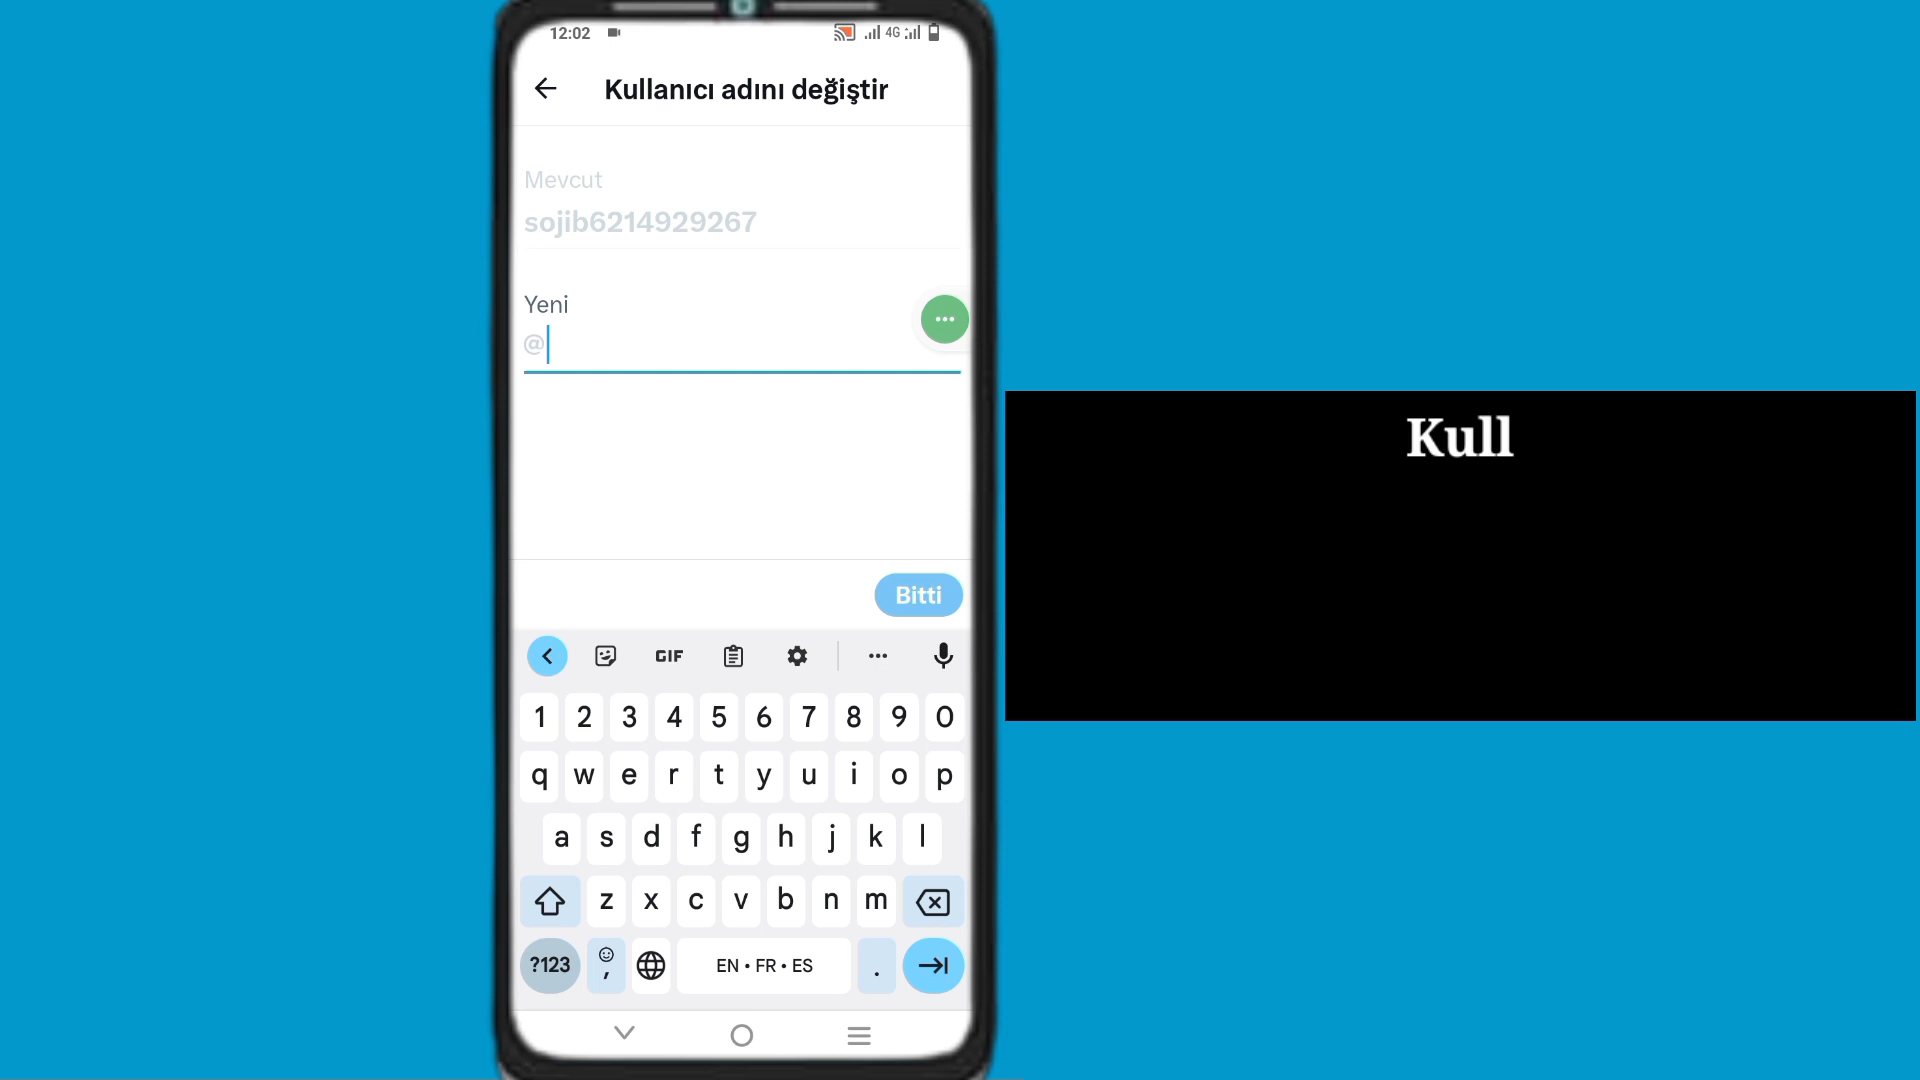 12:02
4G
Kullanıcı adını değiştir
Mevcut
sojib6214929267
Yeni
@
Kull
Bitti
GIF
1 2 3 4 5 6 7 8 9 0
q w e r t y u i o p
a s d f g h j k l
z x c v b n m
?123 , EN • FR • ES .